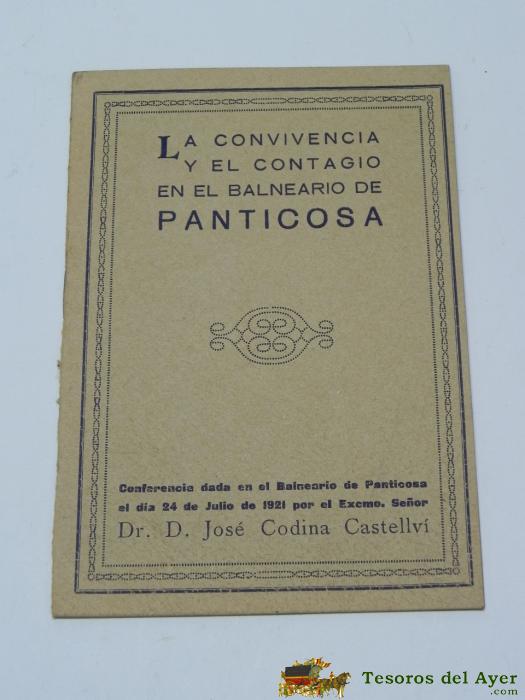 LA CONVIVENCIA
Y EL CONTAGIO
EN EL BALNEARIO DE
PANTICOSA
Conferencia dada en el Balneario de Panticosa
el día 24 de Julio de 1921 por el Excmo. Señor
Dr. D. José Codina Castellví
Tesoros del Ayer
.com